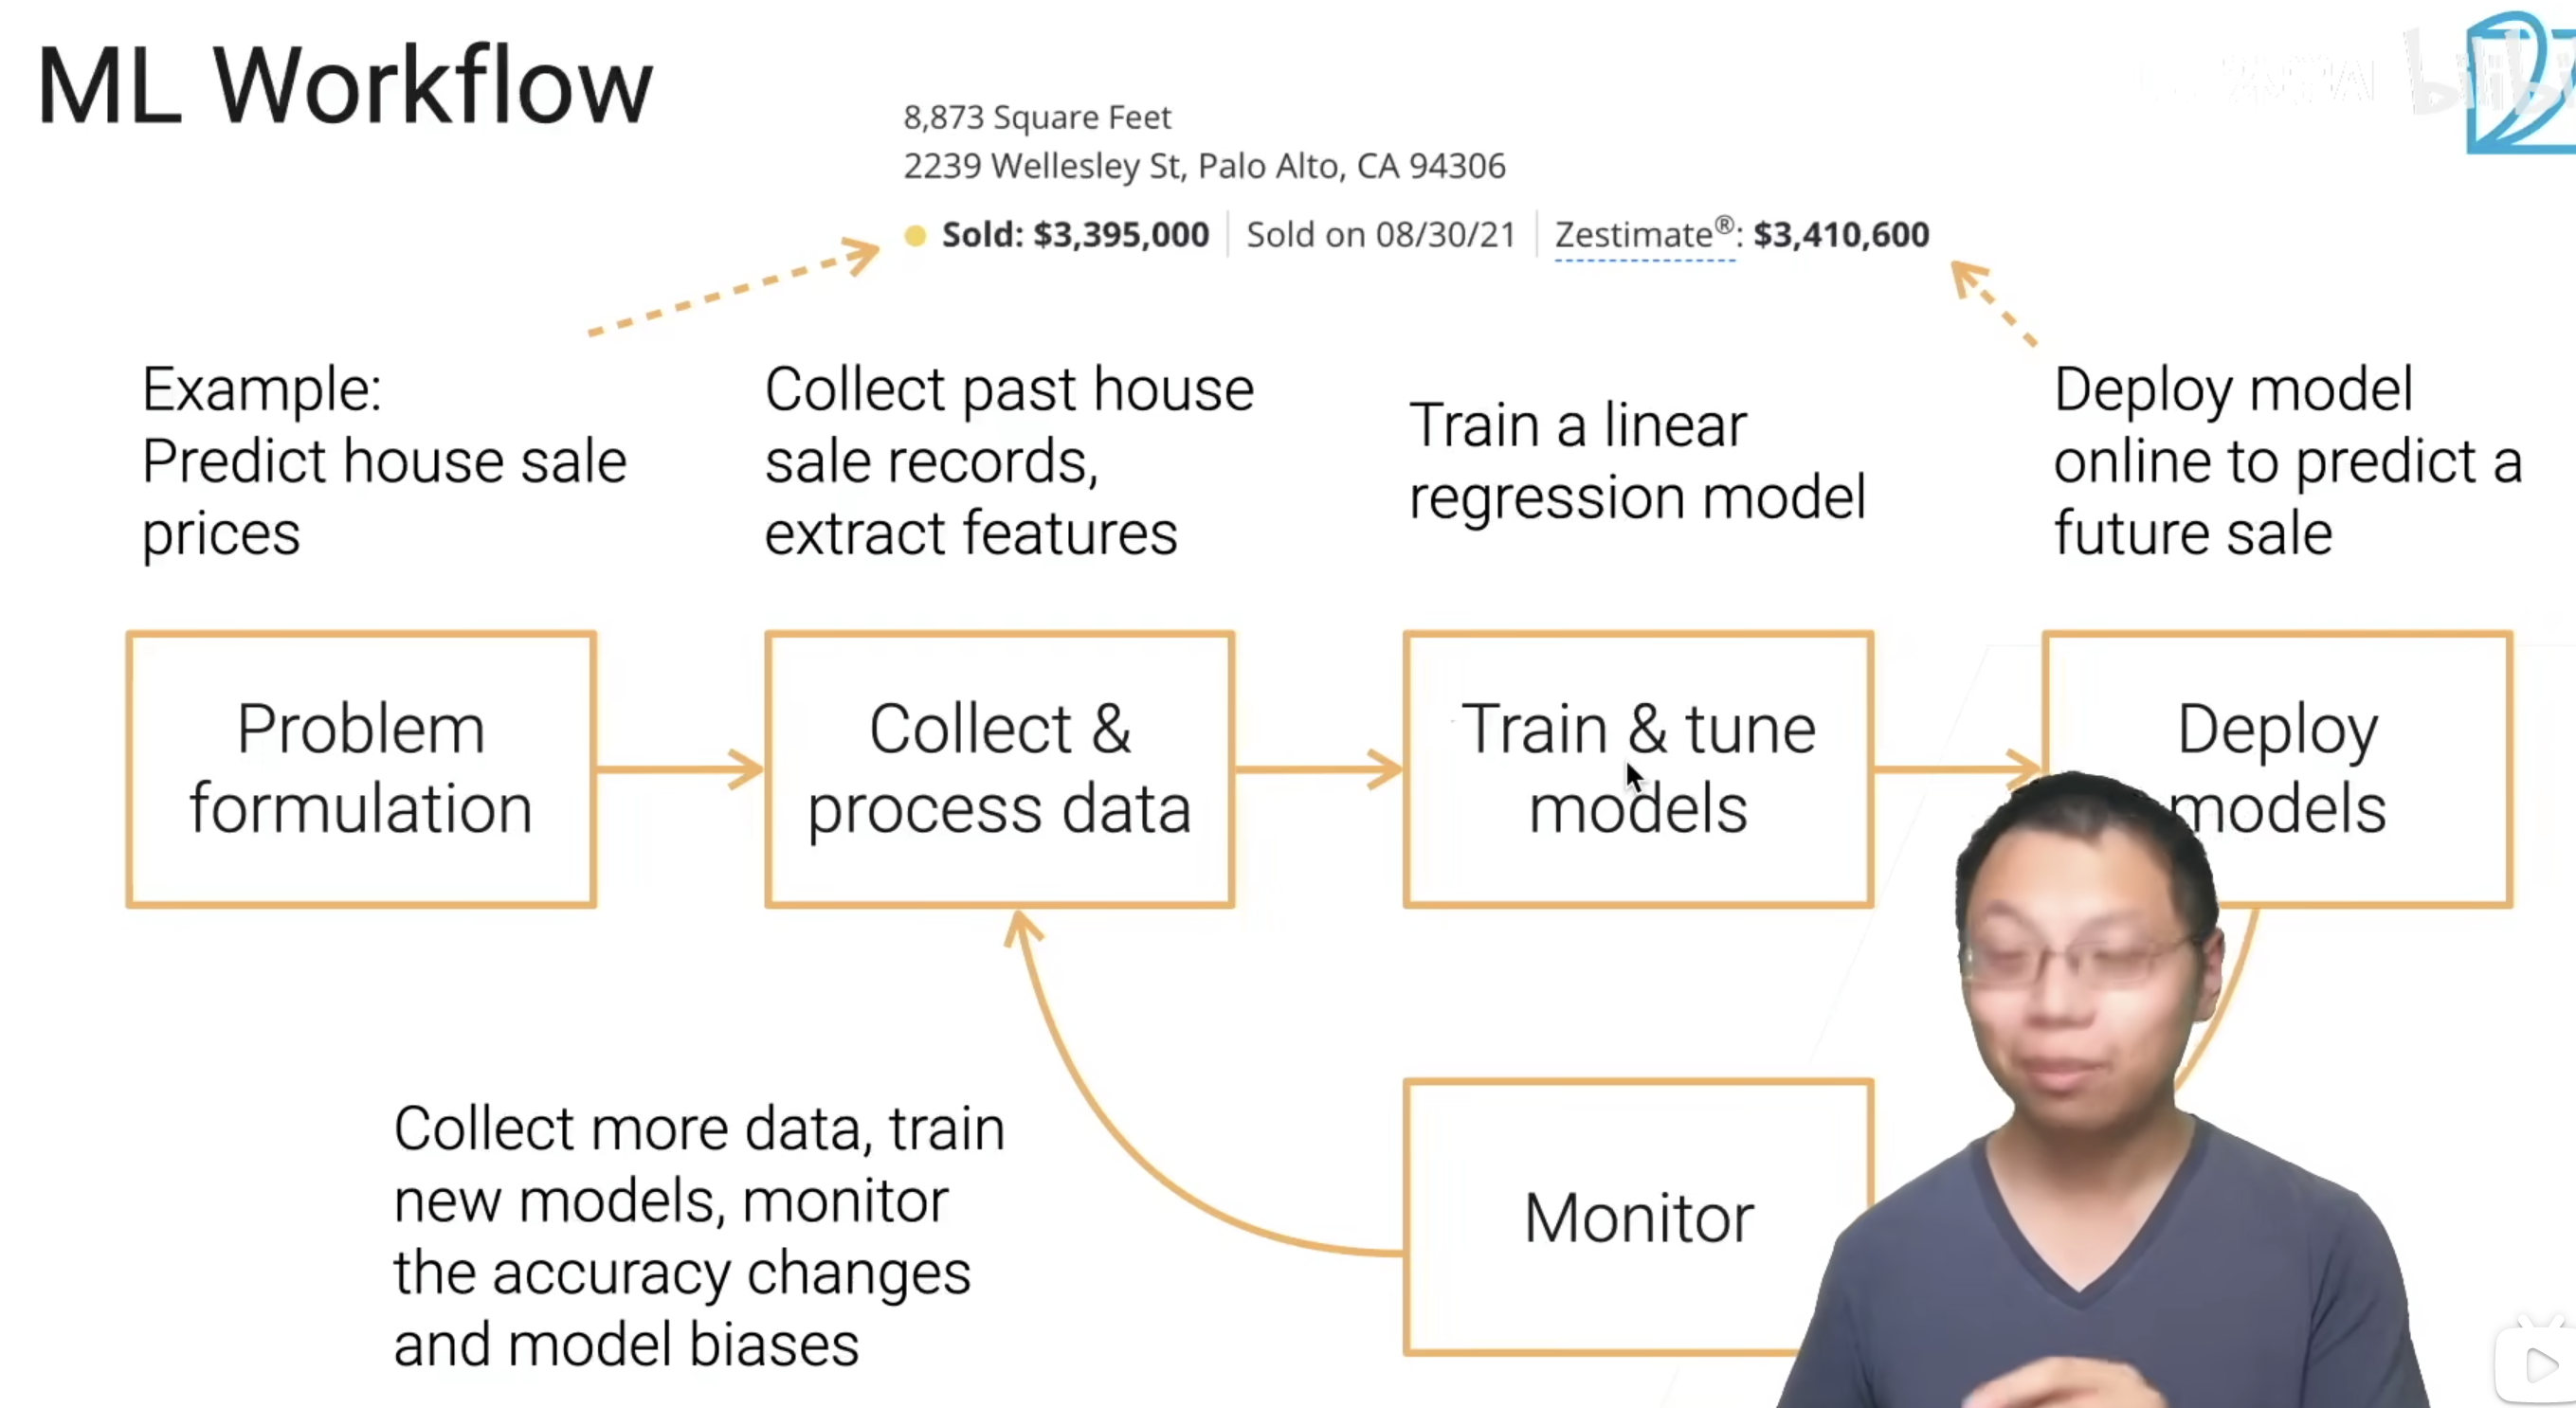 ML Workflow
8,873 Square Feet
2239 Wellesley St, Palo Alto, CA 94306
Sold: $3,395,000 Sold on 08/30/21 Zestimate®: $3,410,600
Example:
Predict house sale
prices
Collect past house
sale records,
extract features
Train a linear
regression model
Deploy model
online to predict a
future sale
Problem
formulation
Collect &
process data
Train & tune
models
Deploy
models
Collect more data, train
new models, monitor
the accuracy changes
and model biases
Monitor